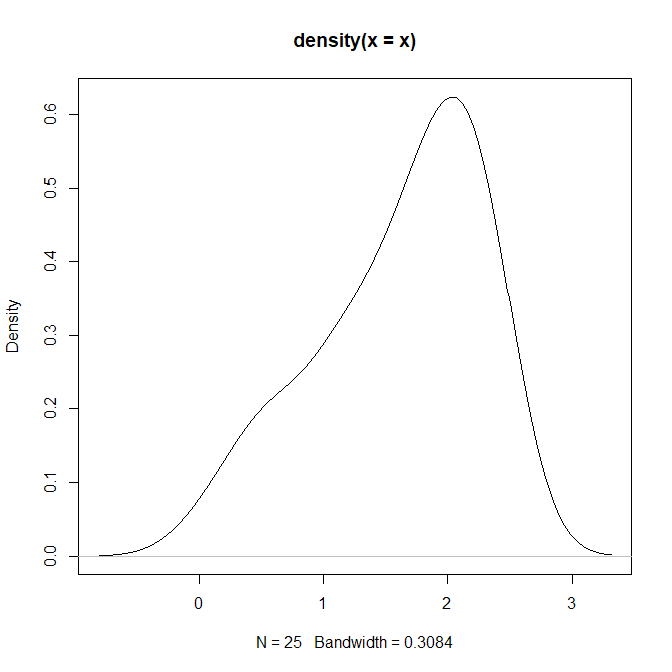 density(x = x)
Density
0.0 0.1 0.2 0.3 0.4 0.5 0.6
0 1 2 3
N = 25 Bandwidth = 0.3084